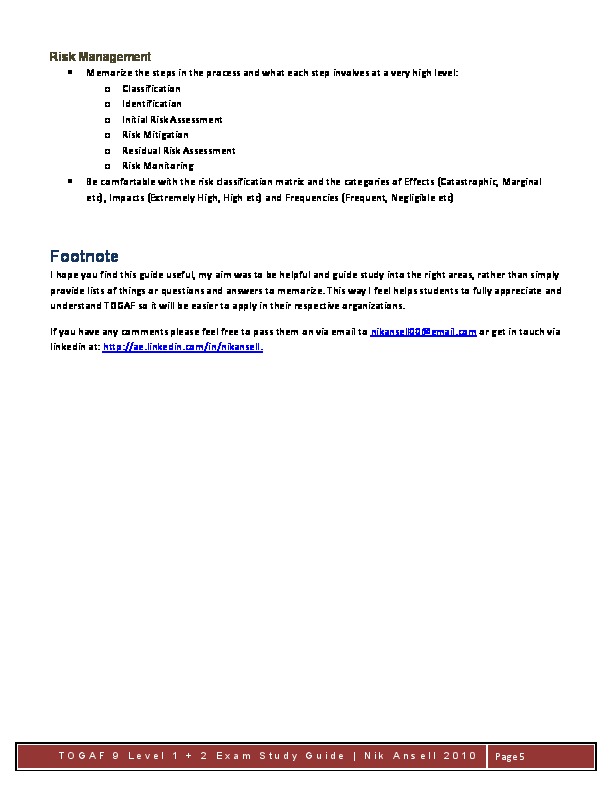 Risk Management
▪ Memorize the steps in the process and what each step involves at a very high level:
o Classification
o Identification
o Initial Risk Assessment
o Risk Mitigation
o Residual Risk Assessment
o Risk Monitoring
▪ Be comfortable with the risk classification matrix and the categories of Effects (Catastrophic, Marginal
etc), Impacts (Extremely High, High etc) and Frequencies (Frequent, Negligible etc)
Footnote
I hope you find this guide useful, my aim was to be helpful and guide study into the right areas, rather than simply
provide lists of things or questions and answers to memorize. This way I feel helps students to fully appreciate and
understand TOGAF so it will be easier to apply in their respective organizations.
If you have any comments please feel free to pass them on via email to or get in touch via
linkedin at: http://ae.linkedin.com/in/nikansell.
TOGAF 9 Level 1 + 2 Exam Study Guide | Nik Ansell 2010 Page 5